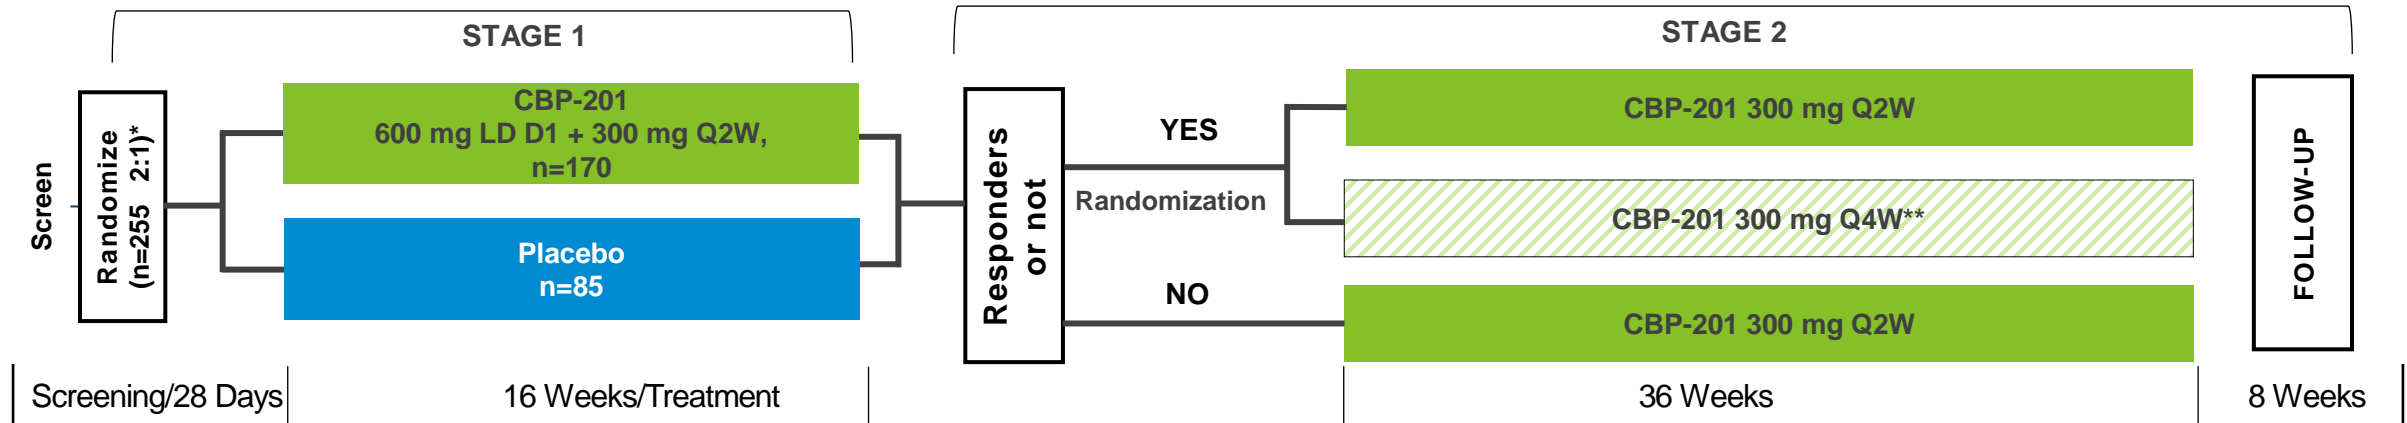 STAGE 1
STAGE 2
Screen
Randomize
(n=255 2:1)*
CBP-201
600 mg LD D1 + 300 mg Q2W,
n=170
Placebo
n=85
Responders
or not
YES
Randomization
NO
CBP-201 300 mg Q2W
CBP-201 300 mg Q4W**
CBP-201 300 mg Q2W
FOLLOW-UP
Screening/28 Days
16 Weeks/Treatment
36 Weeks
8 Weeks